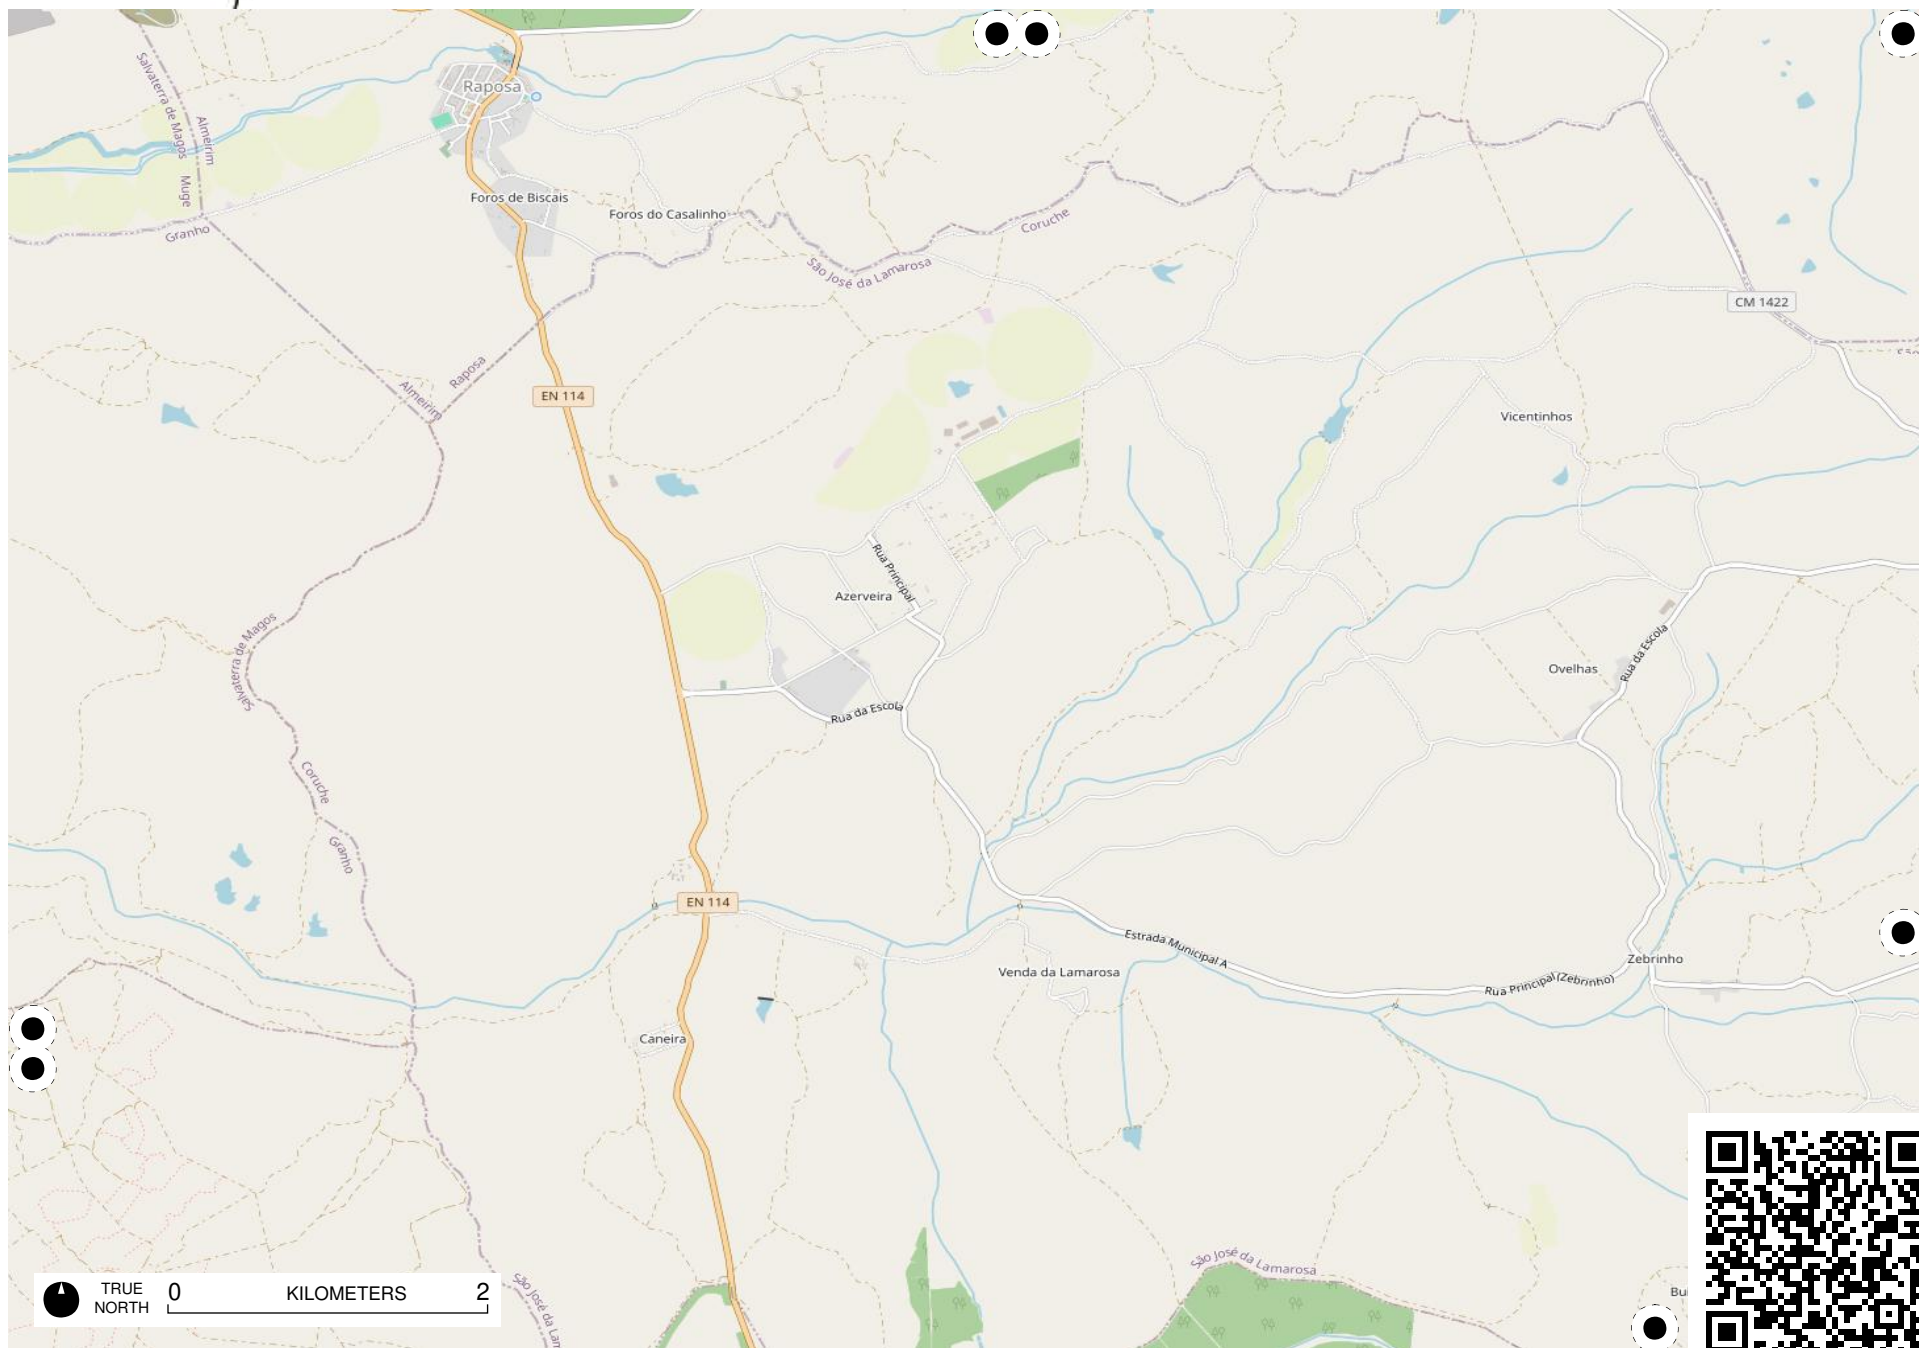 Raposa
Salvaterra de Magos
Almeirim
Muge
Granho
Foros de Biscais
Foros do Casalinho
Coruche
São José da Lamarosa
CM 1422
Raposa
Almeirim
EN 114
Vicentinhos
Rua Principal
Azerveira
Salvaterra de Magos
Rua da Escola
Ovelhas
Rua da Escola
Coruche
Granho
EN 114
Estrada Municipal A
Zebrinho
Venda da Lamarosa
Rua Principal (Zebrinho)
Caneira
São José da Lamarosa
São José da Lam
TRUE
NORTH
0 KILOMETERS 2